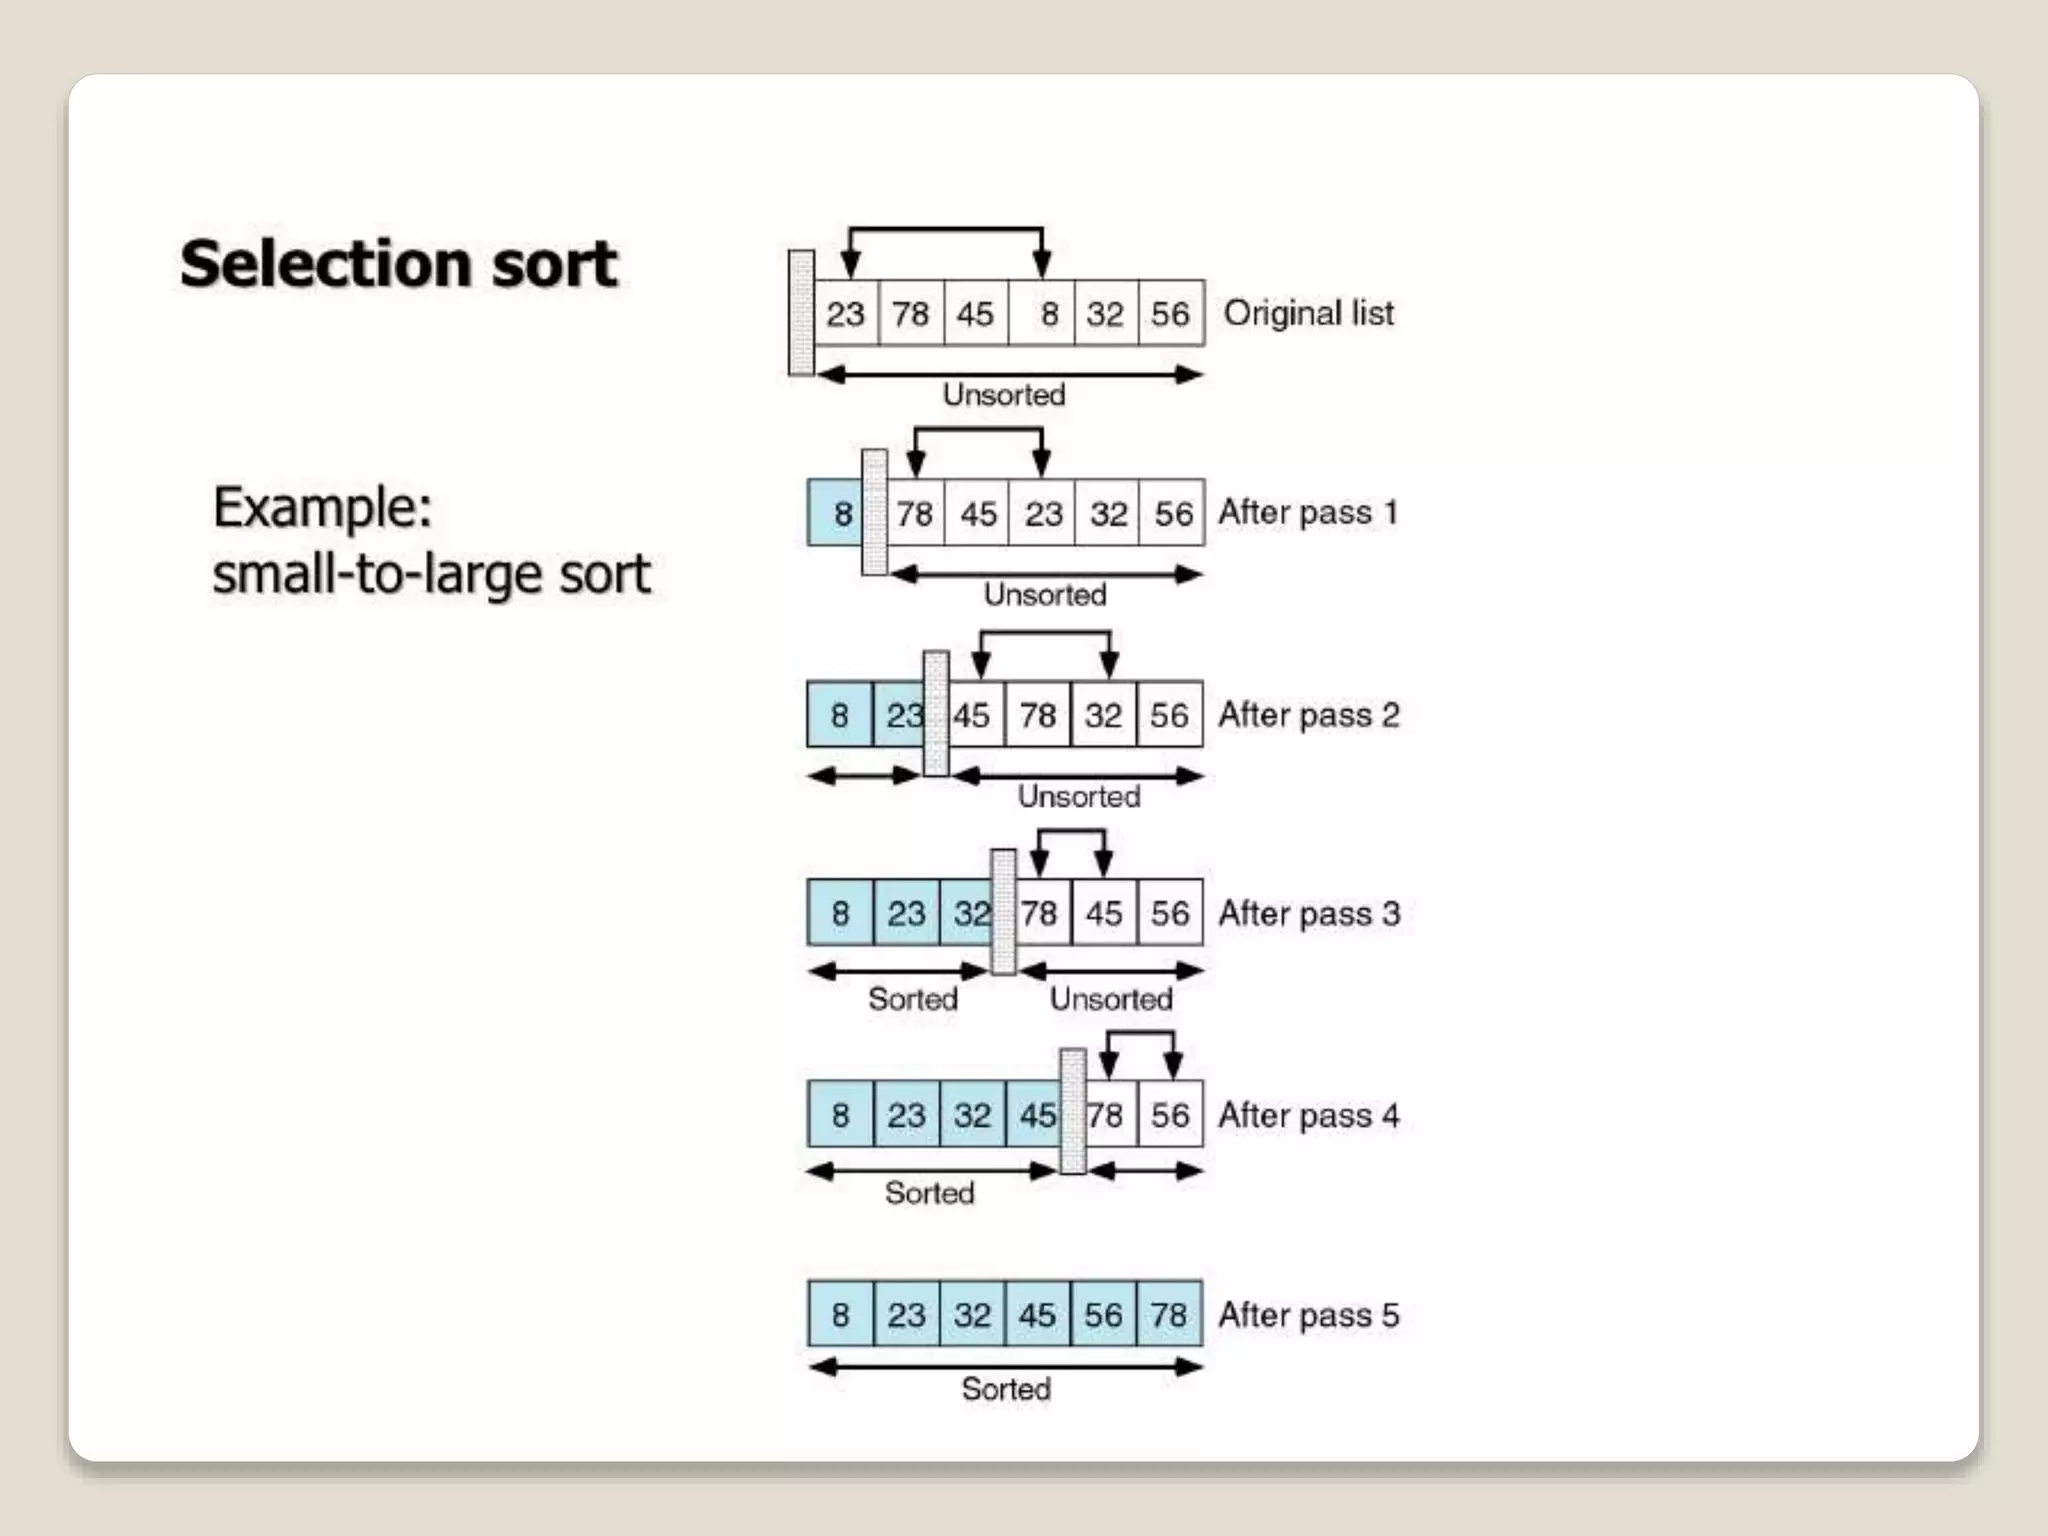 Selection sort
Example:
small-to-large sort
23 78 45 8 32 56 Original list
Unsorted
8 78 45 23 32 56 After pass 1
Unsorted
8 23 45 78 32 56 After pass 2
Unsorted
8 23 32 78 45 56 After pass 3
Sorted Unsorted
8 23 32 45 78 56 After pass 4
Sorted
8 23 32 45 56 78 After pass 5
Sorted